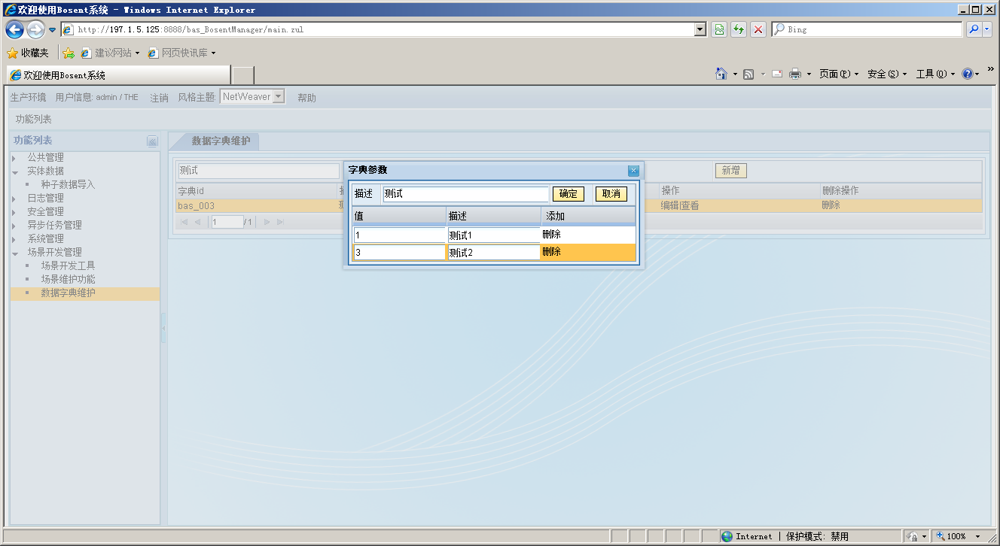 欢迎使用Bosent系统 - Windows Internet Explorer
http://197.1.5.125:8888/bas_BosentManager/main.zul
Bing
收藏夹 建议网站 网页快讯库
欢迎使用Bosent系统
页面(P) 安全(S) 工具(O) »
生产环境 用户信息: admin / THE 注销 风格主题: NetWeaver 帮助
功能列表
功能列表
公共管理
实体数据
种子数据导入
日志管理
安全管理
异步任务管理
系统管理
场景开发管理
场景开发工具
场景维护功能
数据字典维护
数据字典维护
测试 新增
字典id 操作 删除操作
bas_003 编辑|查看 删除
1 / 1
字典参数
描述 测试 确定 取消
值 描述 添加
1 测试1 删除
3 测试2 删除
Internet | 保护模式: 禁用 100%